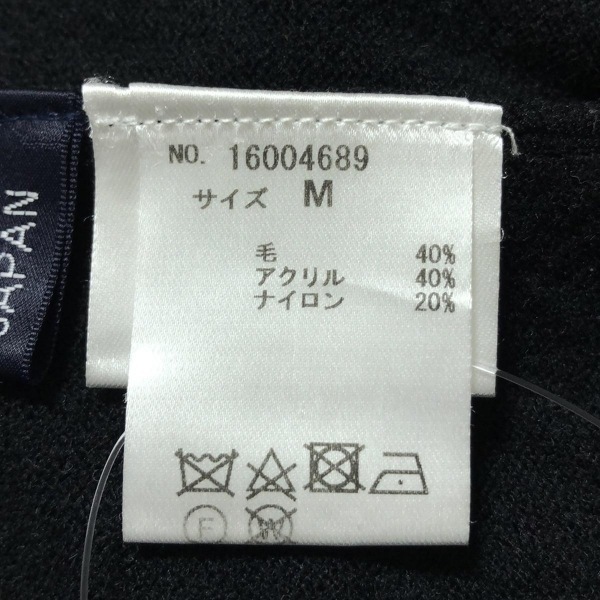 NO. 16004689
サイズ M
毛 40%
アクリル 40%
ナイロン 20%
F
W
JAPAN